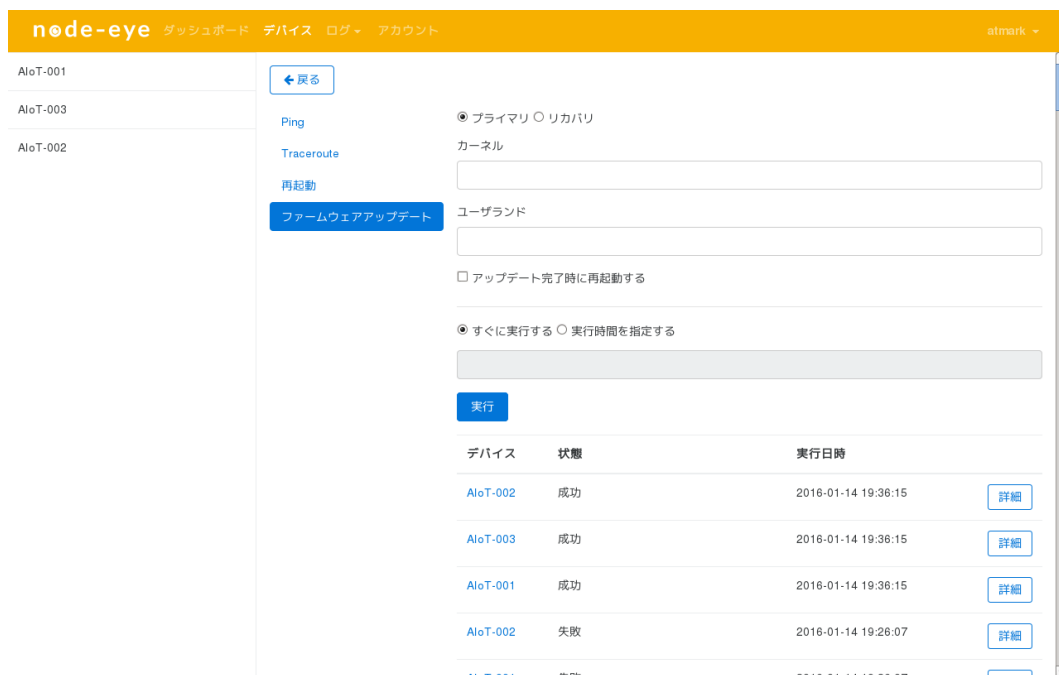 node-eye ダッシュボード デバイス ログ アカウント atmark
AIoT-001
AIoT-003
AIoT-002
戻る
Ping
Traceroute
再起動
ファームウェアアップデート
プライマリ リカバリ
カーネル
ユーザランド
アップデート完了時に再起動する
すぐに実行する 実行時間を指定する
実行
デバイス 状態 実行日時
AIoT-002 成功 2016-01-14 19:36:15 詳細
AIoT-003 成功 2016-01-14 19:36:15 詳細
AIoT-001 成功 2016-01-14 19:36:15 詳細
AIoT-002 失敗 2016-01-14 19:26:07 詳細